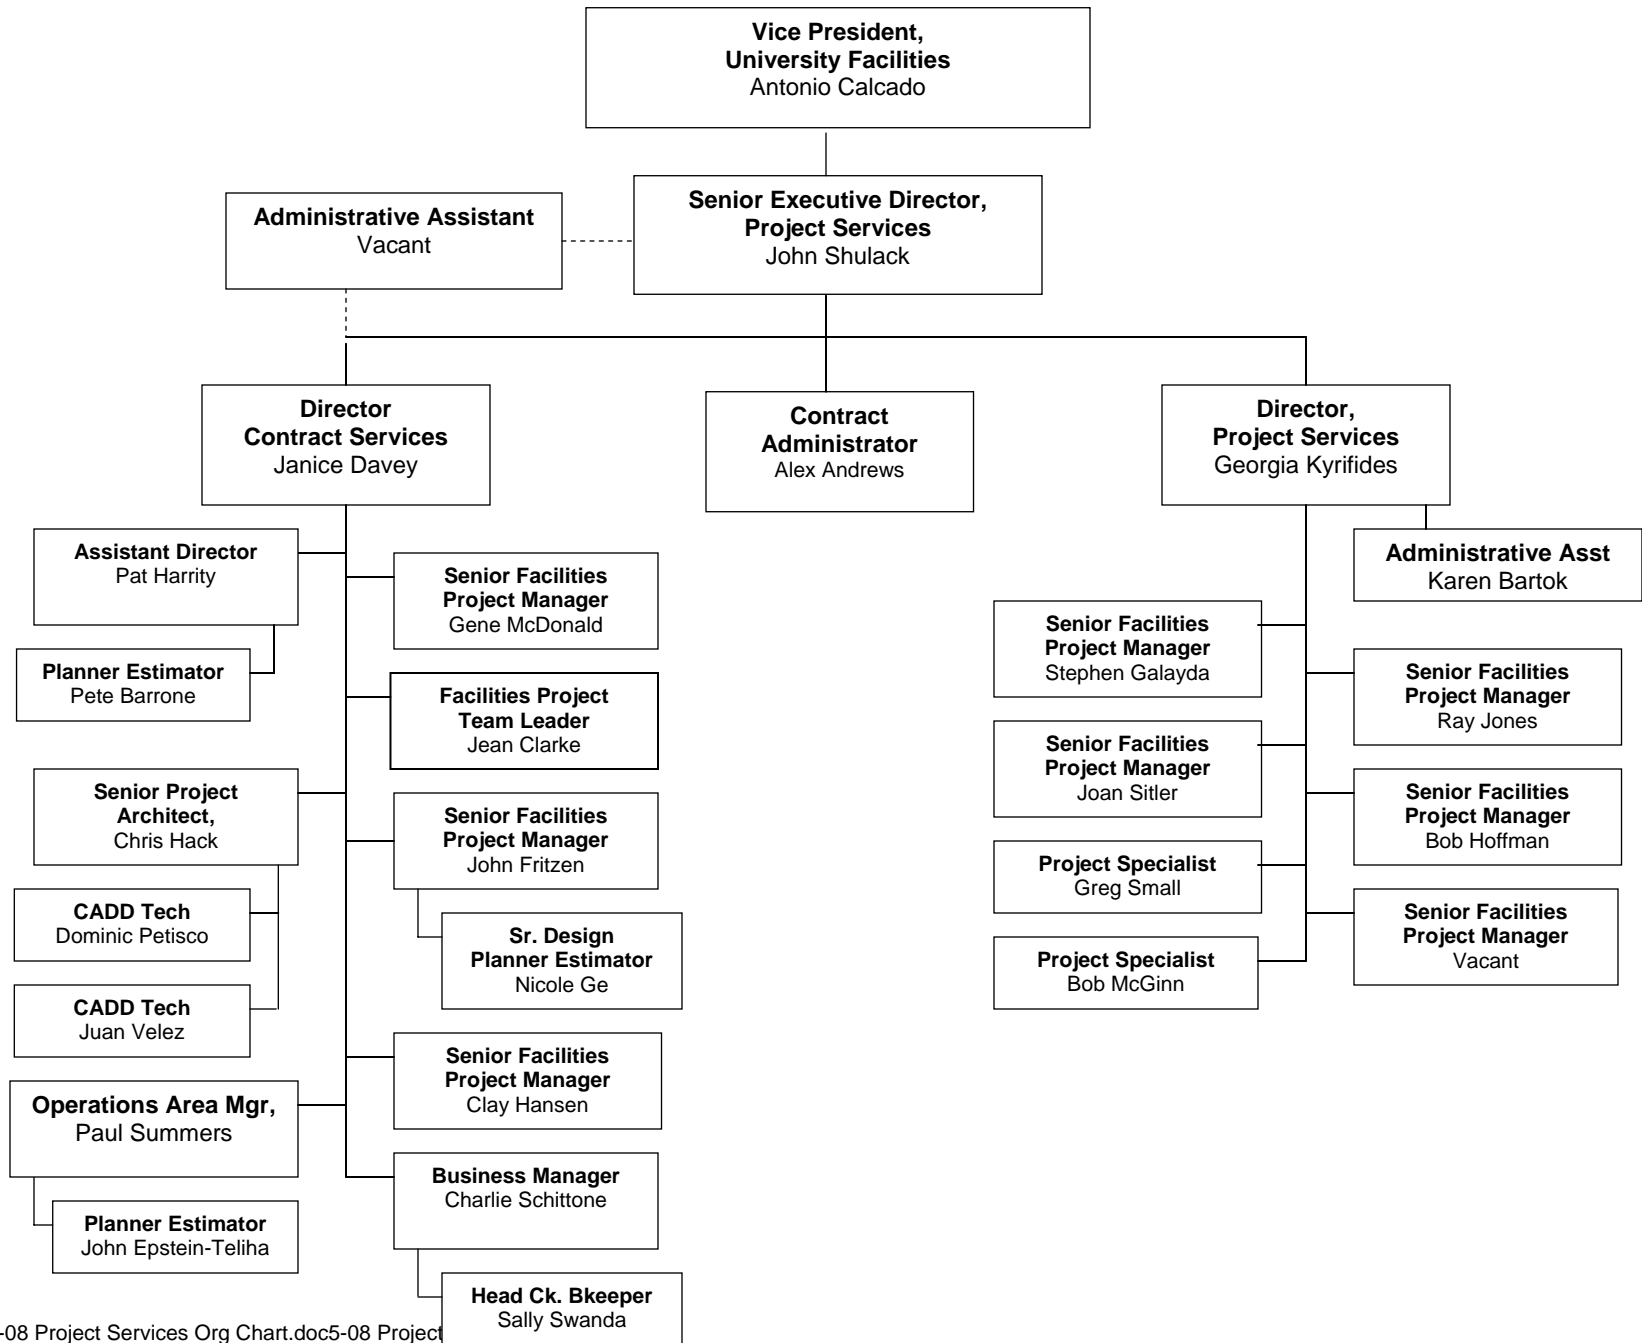 Vice President,
University Facilities
Antonio Calcado
Administrative Assistant
Vacant
Senior Executive Director,
Project Services
John Shulack
Director
Contract Services
Janice Davey
Contract
Administrator
Alex Andrews
Director,
Project Services
Georgia Kyrifides
Assistant Director
Pat Harrity
Planner Estimator
Pete Barrone
Senior Project
Architect,
Chris Hack
CADD Tech
Dominic Petisco
CADD Tech
Juan Velez
Operations Area Mgr,
Paul Summers
Planner Estimator
John Epstein-Teliha
Senior Facilities
Project Manager
Gene McDonald
Facilities Project
Team Leader
Jean Clarke
Senior Facilities
Project Manager
John Fritzen
Sr. Design
Planner Estimator
Nicole Ge
Senior Facilities
Project Manager
Clay Hansen
Business Manager
Charlie Schittone
Head Ck. Bkeeper
Sally Swanda
Administrative Asst
Karen Bartok
Senior Facilities
Project Manager
Stephen Galayda
Senior Facilities
Project Manager
Joan Sitler
Project Specialist
Greg Small
Project Specialist
Bob McGinn
Senior Facilities
Project Manager
Ray Jones
Senior Facilities
Project Manager
Bob Hoffman
Senior Facilities
Project Manager
Vacant
-08 Project Services Org Chart.doc5-08 Project